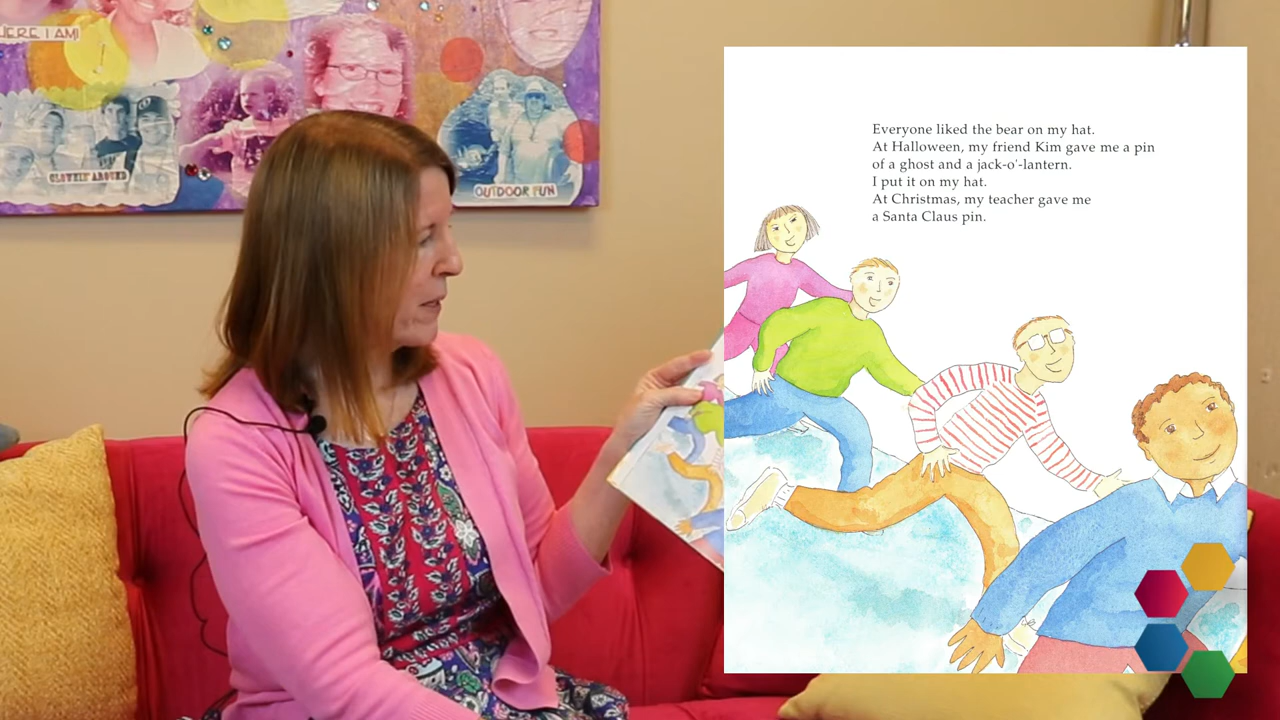 HERE I AM!
CLOWNIN' AROUND
OUTDOOR FUN
Everyone liked the bear on my hat.
At Halloween, my friend Kim gave me a pin
of a ghost and a jack-o'-lantern.
I put it on my hat.
At Christmas, my teacher gave me
a Santa Claus pin.